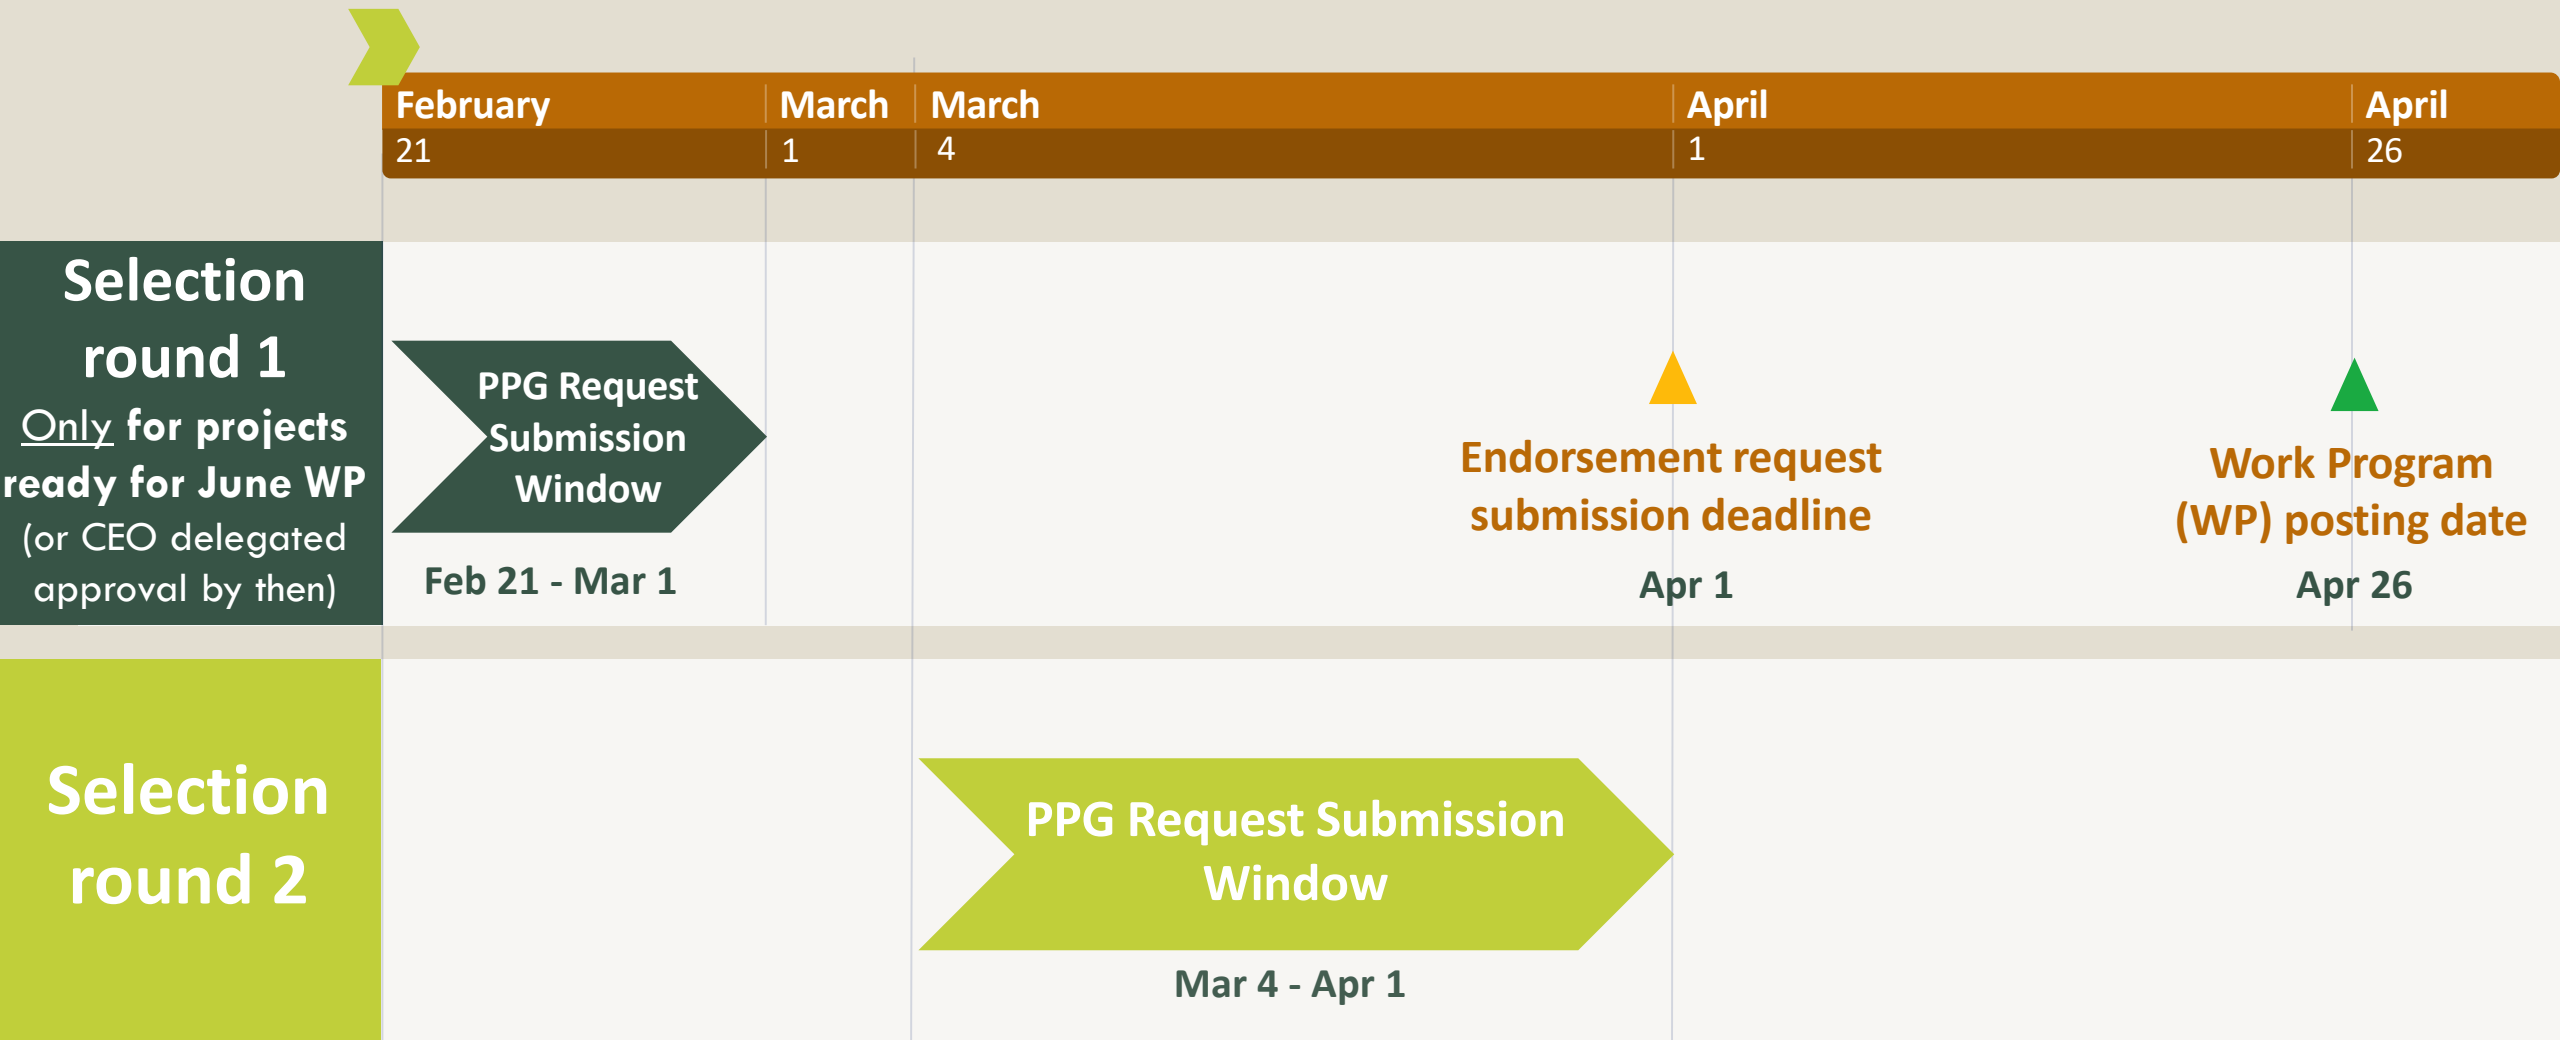 February
March
March
April
April
21
1
4
1
26
Selection
round 1
Only for projects
ready for June WP
(or CEO delegated
approval by then)
PPG Request
Submission
Window
Feb 21 - Mar 1
Endorsement request
submission deadline
Apr 1
Work Program
(WP) posting date
Apr 26
Selection
round 2
PPG Request Submission
Window
Mar 4 - Apr 1